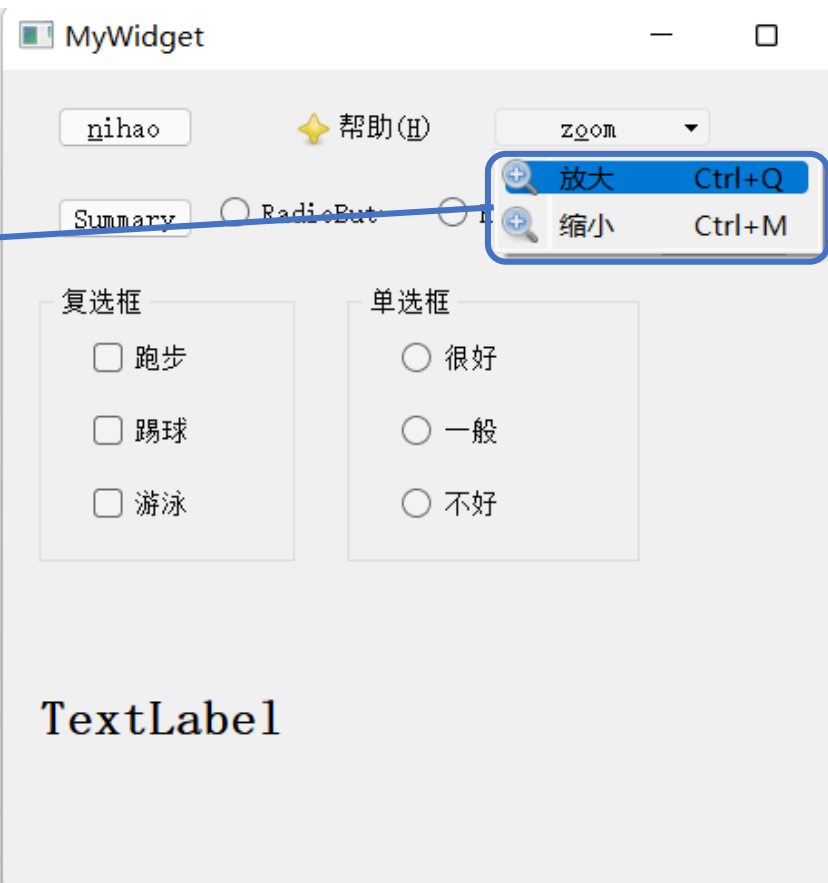 MyWidget
nihao 帮助(H) zoom
放大 Ctrl+Q
Summary
缩小 Ctrl+M
复选框 单选框
跑步 很好
踢球 一般
游泳 不好
TextLabel